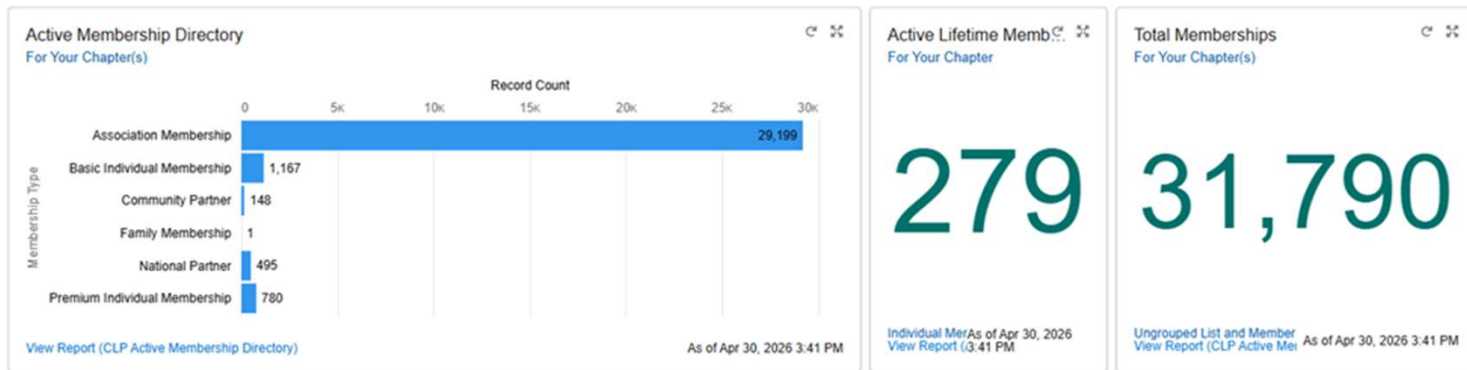 Active Membership Directory
For Your Chapter(s)
Record Count
0 5K 10K 15K 20K 25K 30K
Membership Type
Association Membership 29,199
Basic Individual Membership 1,167
Community Partner 148
Family Membership 1
National Partner 495
Premium Individual Membership 780
View Report (CLP Active Membership Directory)
As of Apr 30, 2026 3:41 PM
Active Lifetime Memb...
For Your Chapter
279
Individual Mer
View Report (
As of Apr 30, 2026
3:41 PM
Total Memberships
For Your Chapter(s)
31,790
Ungrouped List and Member
View Report (CLP Active Me
As of Apr 30, 2026 3:41 PM